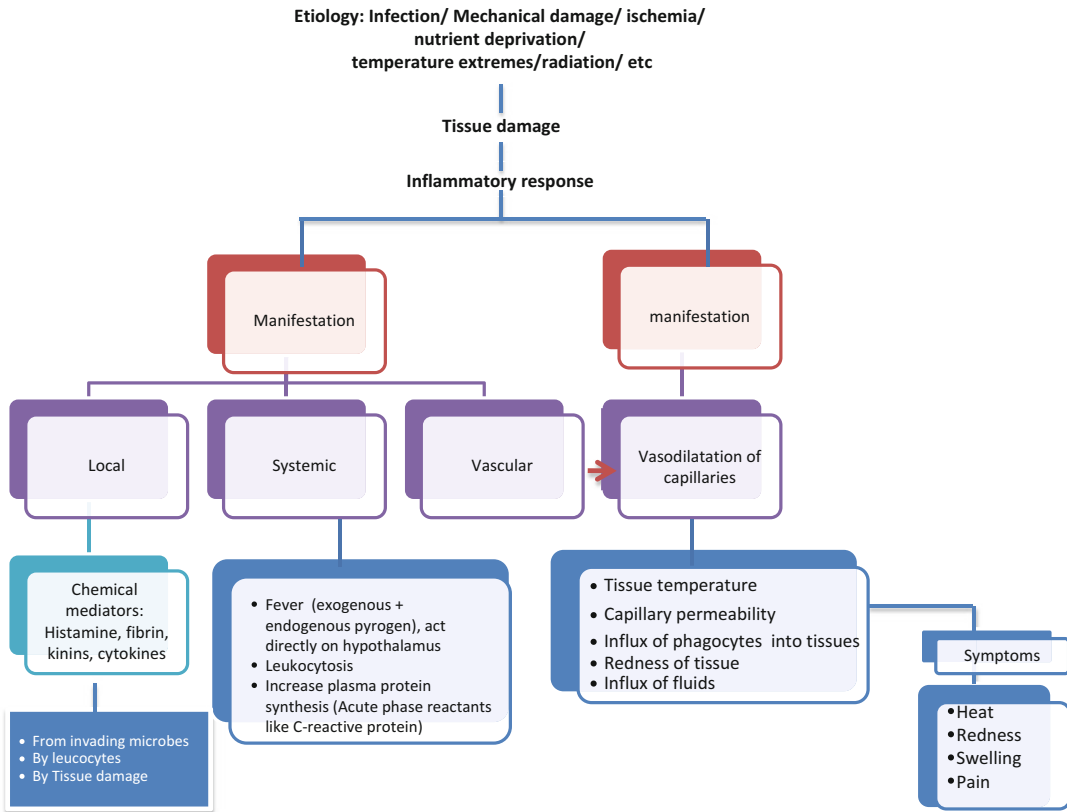 Etiology: Infection/ Mechanical damage/ ischemia/
nutrient deprivation/
temperature extremes/radiation/ etc
Tissue damage
Inflammatory response
Manifestation
manifestation
Local
Systemic
Vascular
Vasodilatation of
capillaries
Chemical
mediators:
Histamine, fibrin,
kinins, cytokines
• From invading microbes
• By leucocytes
• By Tissue damage
• Fever (exogenous +
endogenous pyrogen), act
directly on hypothalamus
• Leukocytosis
• Increase plasma protein
synthesis (Acute phase reactants
like C-reactive protein)
• Tissue temperature
• Capillary permeability
• Influx of phagocytes into tissues
• Redness of tissue
• Influx of fluids
Symptoms
•Heat
•Redness
•Swelling
•Pain